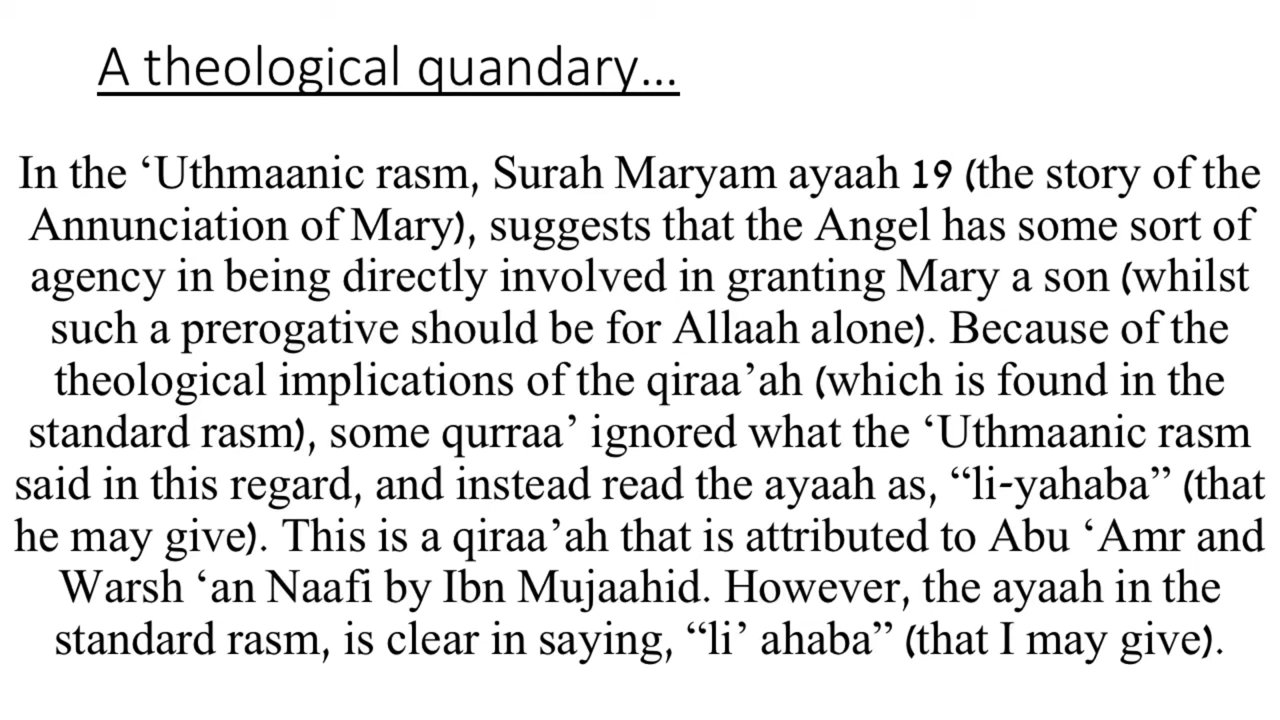 A theological quandary...
In the ‘Uthmaanic rasm, Surah Maryam ayaah 19 (the story of the
Annunciation of Mary), suggests that the Angel has some sort of
agency in being directly involved in granting Mary a son (whilst
such a prerogative should be for Allaah alone). Because of the
theological implications of the qiraa’ah (which is found in the
standard rasm), some qurraa’ ignored what the ‘Uthmaanic rasm
said in this regard, and instead read the ayaah as, “li-yahaba” (that
he may give). This is a qiraa’ah that is attributed to Abu ‘Amr and
Warsh ‘an Naafi by Ibn Mujaahid. However, the ayaah in the
standard rasm, is clear in saying, “li’ ahaba” (that I may give).